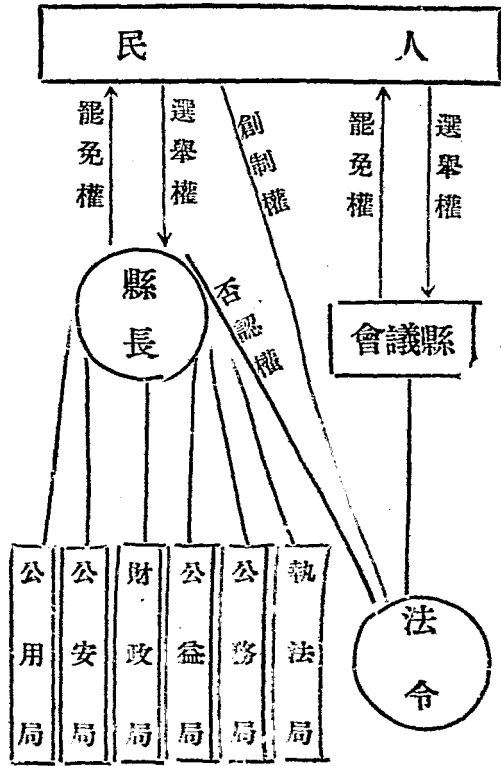 人民
選舉權
罷免權
創制權
選舉權
罷免權
否認權
縣議會
縣長
法令
執法局
公務局
公益局
財政局
公安局
公用局